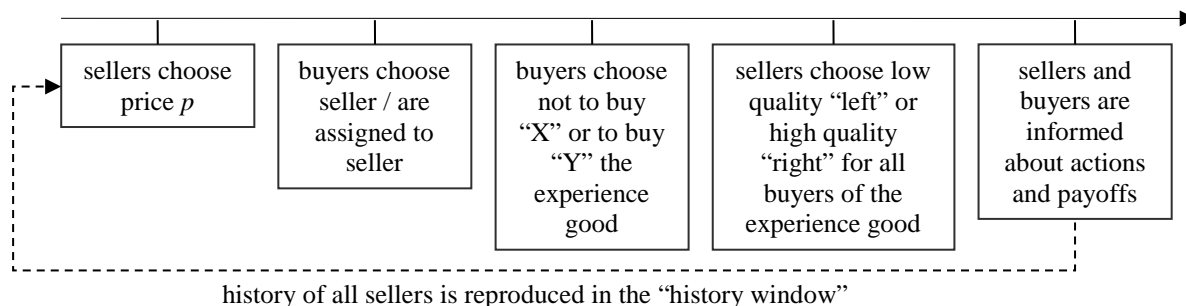 sellers choose
price p
buyers choose
seller / are
assigned to
seller
buyers choose
not to buy
“X” or to buy
“Y” the
experience
good
sellers choose low
quality “left” or
high quality
“right” for all
buyers of the
experience good
sellers and
buyers are
informed
about actions
and payoffs
history of all sellers is reproduced in the “history window”